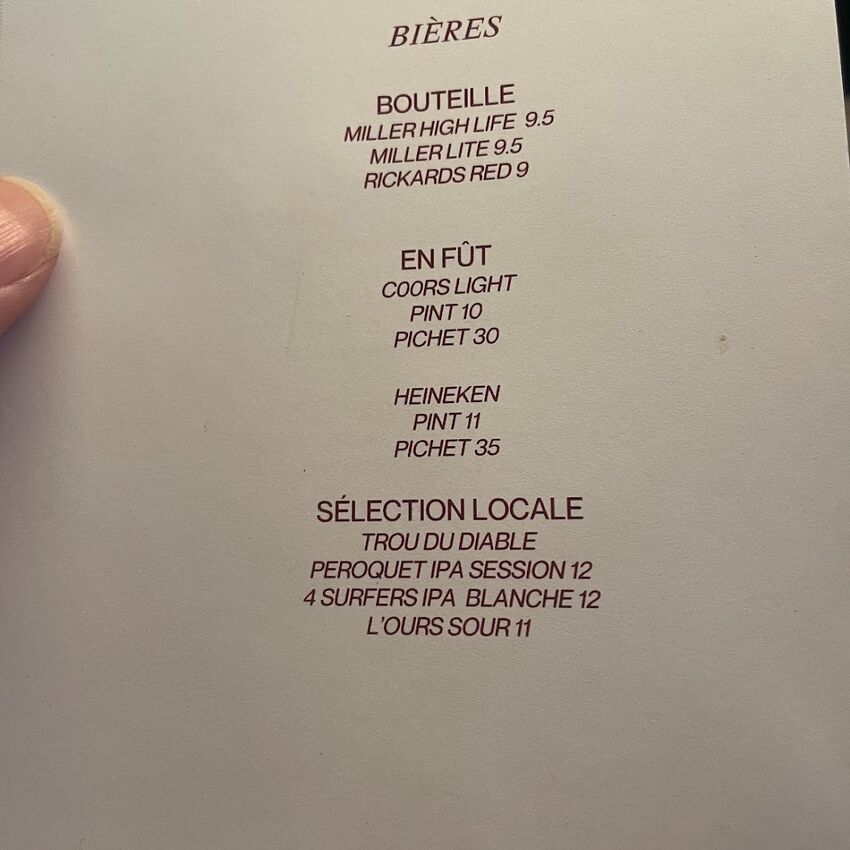 BIÈRES
BOUTEILLE
MILLER HIGH LIFE 9.5
MILLER LITE 9.5
RICKARDS RED 9
EN FÛT
C00RS LIGHT
PINT 10
PICHET 30
HEINEKEN
PINT 11
PICHET 35
SÉLECTION LOCALE
TROU DU DIABLE
PEROQUET IPA SESSION 12
4 SURFERS IPA BLANCHE 12
L'OURS SOUR 11